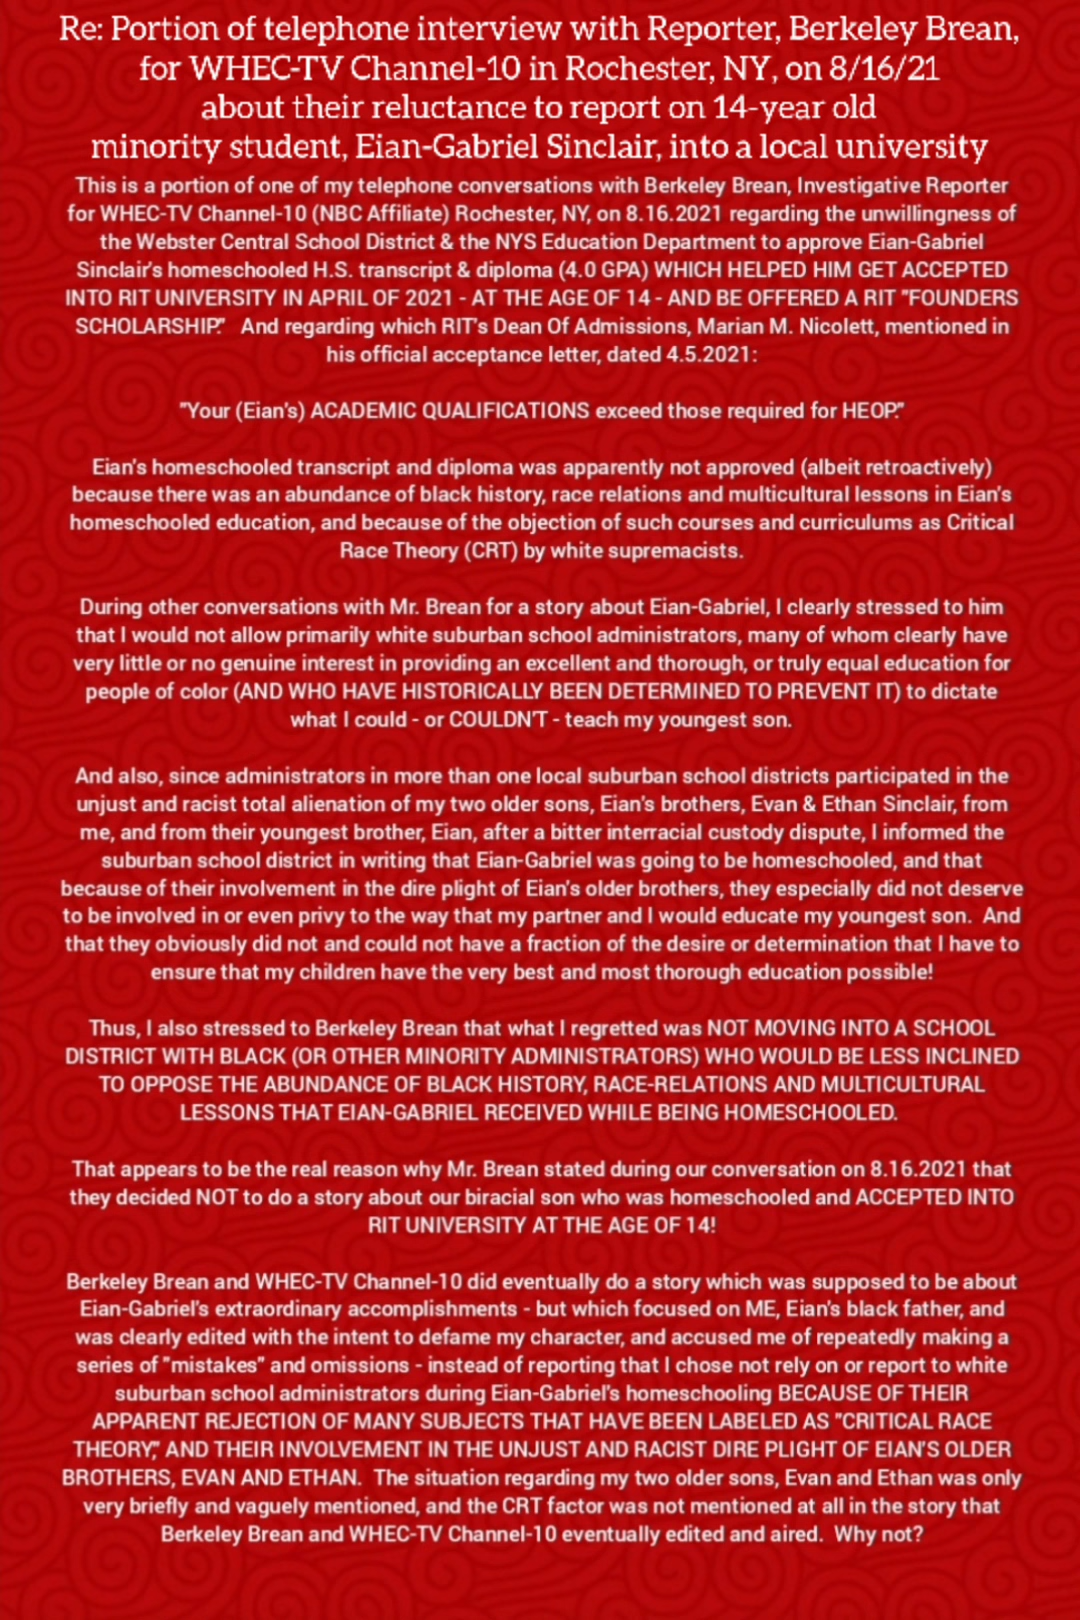 Re: Portion of telephone interview with Reporter, Berkeley Brean,
for WHEC-TV Channel-10 in Rochester, NY, on 8/16/21
about their reluctance to report on 14-year old
minority student, Eian-Gabriel Sinclair, into a local university
This is a portion of one of my telephone conversations with Berkeley Brean, Investigative Reporter
for WHEC-TV Channel-10 (NBC Affiliate) Rochester, NY, on 8.16.2021 regarding the unwillingness of
the Webster Central School District & the NYS Education Department to approve Eian-Gabriel
Sinclair's homeschooled H.S. transcript & diploma (4.0 GPA) WHICH HELPED HIM GET ACCEPTED
INTO RIT UNIVERSITY IN APRIL OF 2021 - AT THE AGE OF 14 - AND BE OFFERED A RIT "FOUNDERS
SCHOLARSHIP." And regarding which RIT's Dean Of Admissions, Marian M. Nicolett, mentioned in
his official acceptance letter, dated 4.5.2021:
"Your (Eian's) ACADEMIC QUALIFICATIONS exceed those required for HEOP."
Eian's homeschooled transcript and diploma was apparently not approved (albeit retroactively)
because there was an abundance of black history, race relations and multicultural lessons in Eian's
homeschooled education, and because of the objection of such courses and curriculums as Critical
Race Theory (CRT) by white supremacists.
During other conversations with Mr. Brean for a story about Eian-Gabriel, I clearly stressed to him
that I would not allow primarily white suburban school administrators, many of whom clearly have
very little or no genuine interest in providing an excellent and thorough, or truly equal education for
people of color (AND WHO HAVE HISTORICALLY BEEN DETERMINED TO PREVENT IT) to dictate
what I could - or COULDN'T - teach my youngest son.
And also, since administrators in more than one local suburban school districts participated in the
unjust and racist total alienation of my two older sons, Eian's brothers, Evan & Ethan Sinclair, from
me, and from their youngest brother, Eian, after a bitter interracial custody dispute, I informed the
suburban school district in writing that Eian-Gabriel was going to be homeschooled, and that
because of their involvement in the dire plight of Eian's older brothers, they especially did not deserve
to be involved in or even privy to the way that my partner and I would educate my youngest son. And
that they obviously did not and could not have a fraction of the desire or determination that I have to
ensure that my children have the very best and most thorough education possible!
Thus, I also stressed to Berkeley Brean that what I regretted was NOT MOVING INTO A SCHOOL
DISTRICT WITH BLACK (OR OTHER MINORITY ADMINISTRATORS) WHO WOULD BE LESS INCLINED
TO OPPOSE THE ABUNDANCE OF BLACK HISTORY, RACE-RELATIONS AND MULTICULTURAL
LESSONS THAT EIAN-GABRIEL RECEIVED WHILE BEING HOMESCHOOLED.
That appears to be the real reason why Mr. Brean stated during our conversation on 8.16.2021 that
they decided NOT to do a story about our biracial son who was homeschooled and ACCEPTED INTO
RIT UNIVERSITY AT THE AGE OF 14!
Berkeley Brean and WHEC-TV Channel-10 did eventually do a story which was supposed to be about
Eian-Gabriel's extraordinary accomplishments - but which focused on ME, Eian's black father, and
was clearly edited with the intent to defame my character, and accused me of repeatedly making a
series of "mistakes" and omissions - instead of reporting that I chose not rely on or report to white
suburban school administrators during Eian-Gabriel's homeschooling BECAUSE OF THEIR
APPARENT REJECTION OF MANY SUBJECTS THAT HAVE BEEN LABELED AS "CRITICAL RACE
THEORY," AND THEIR INVOLVEMENT IN THE UNJUST AND RACIST DIRE PLIGHT OF EIAN'S OLDER
BROTHERS, EVAN AND ETHAN. The situation regarding my two older sons, Evan and Ethan was only
very briefly and vaguely mentioned, and the CRT factor was not mentioned at all in the story that
Berkeley Brean and WHEC-TV Channel-10 eventually edited and aired. Why not?